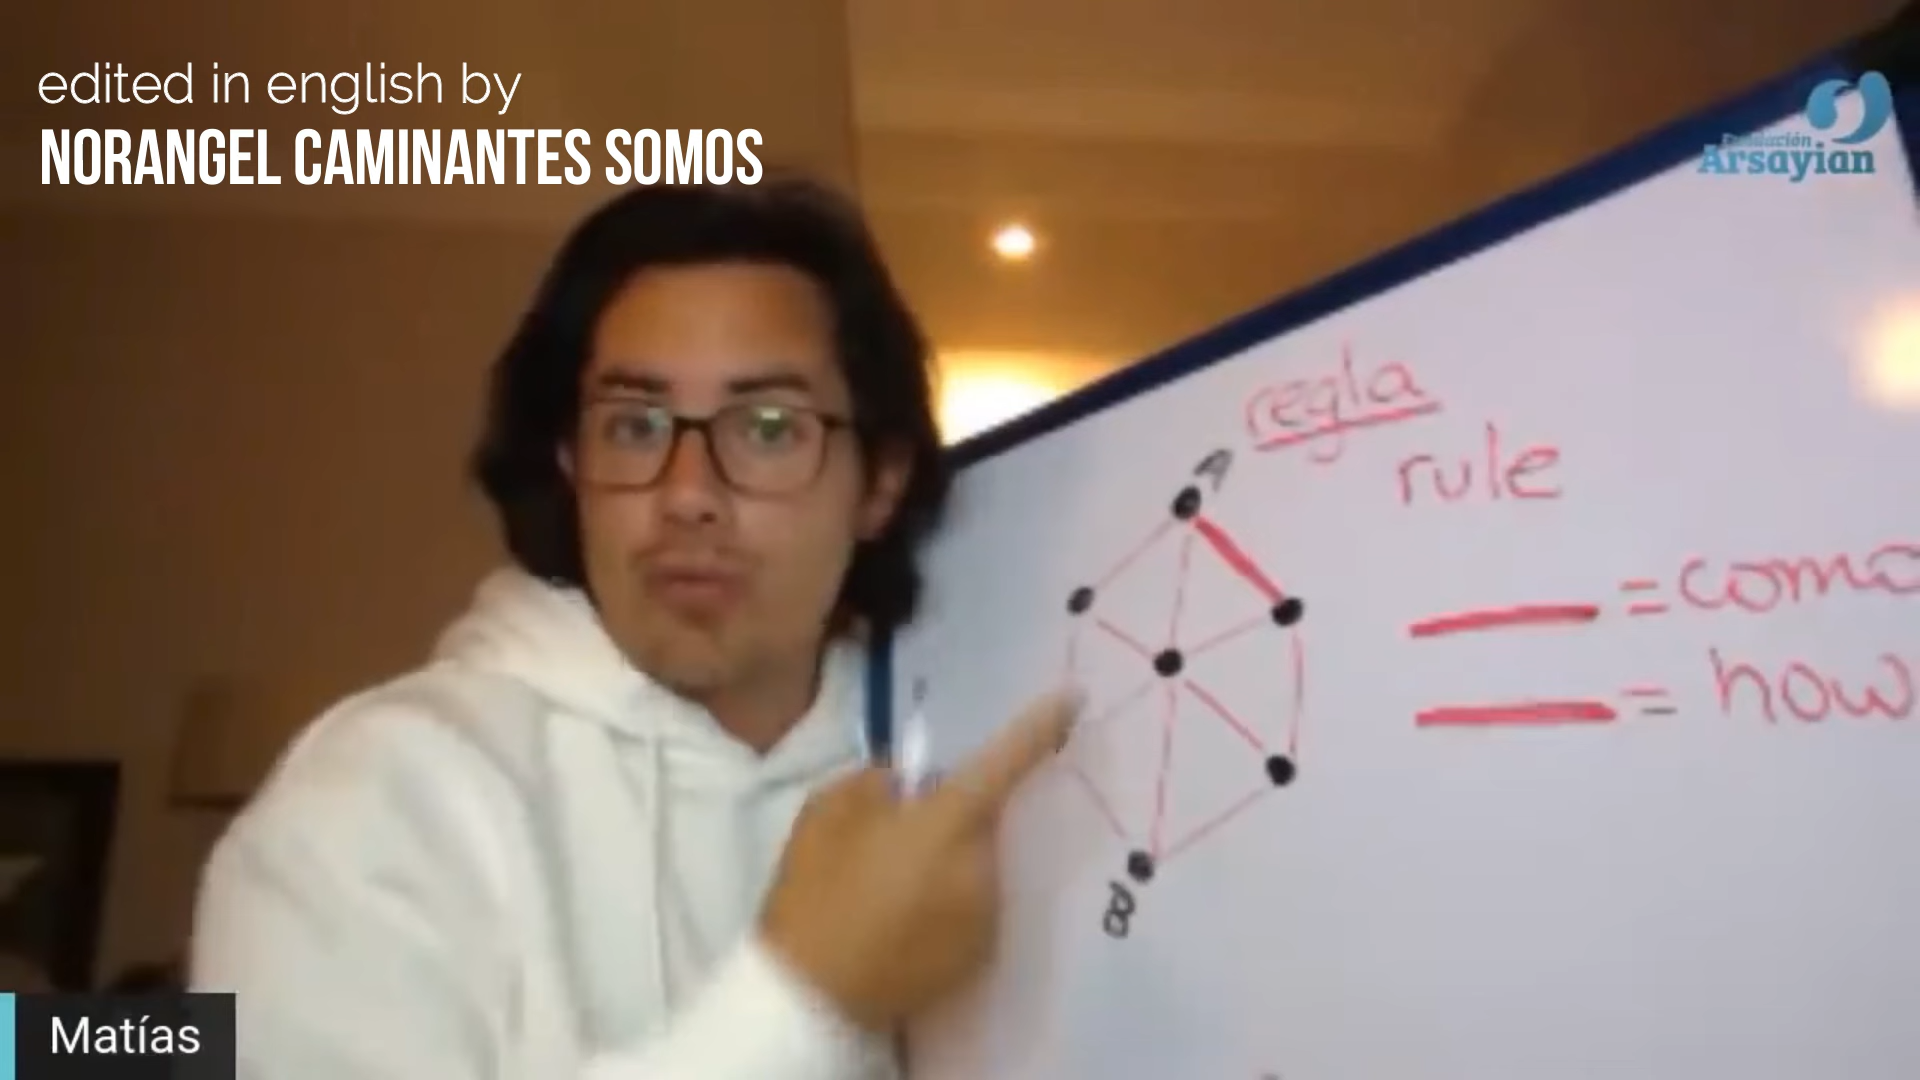 edited in english by
NORANGEL CAMINANTES SOMOS
Fundación
Arsayian
regla
rule
A
= como
= how
B
Matías